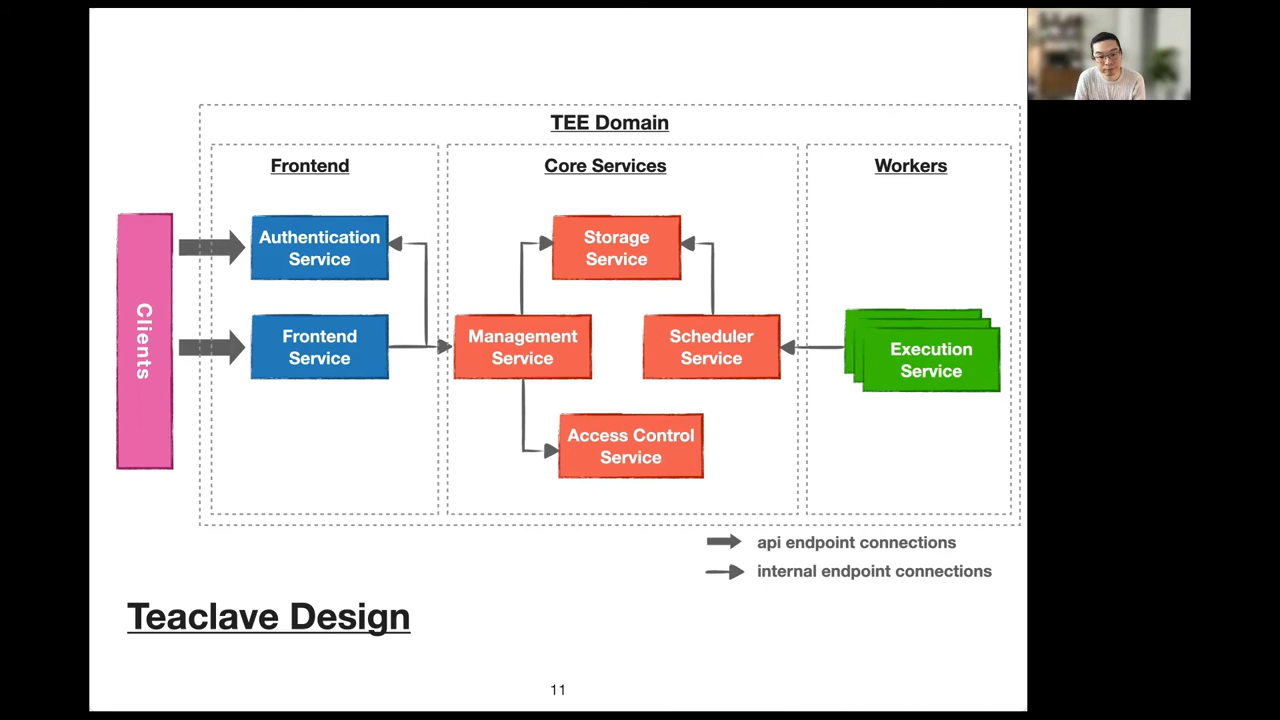 TEE Domain
Frontend
Core Services
Workers
Clients
Authentication
Service
Frontend
Service
Storage
Service
Management
Service
Scheduler
Service
Access Control
Service
Execution
Service
api endpoint connections
internal endpoint connections
Teaclave Design
11